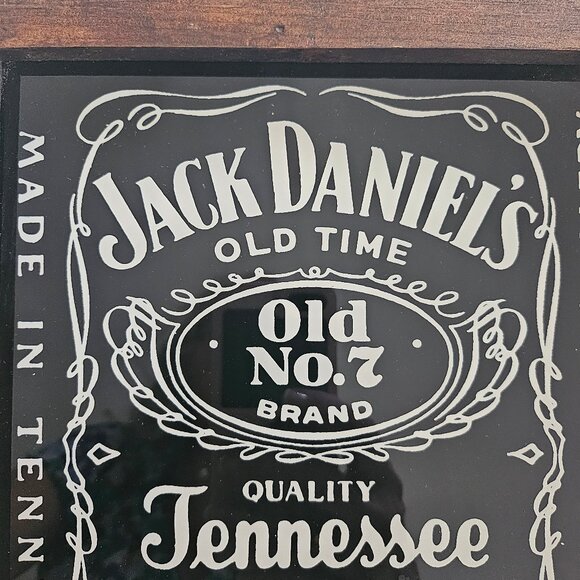 JACK DANIEL'S
OLD TIME
Old
No.7
BRAND
QUALITY
Tennessee
MADE IN TENN